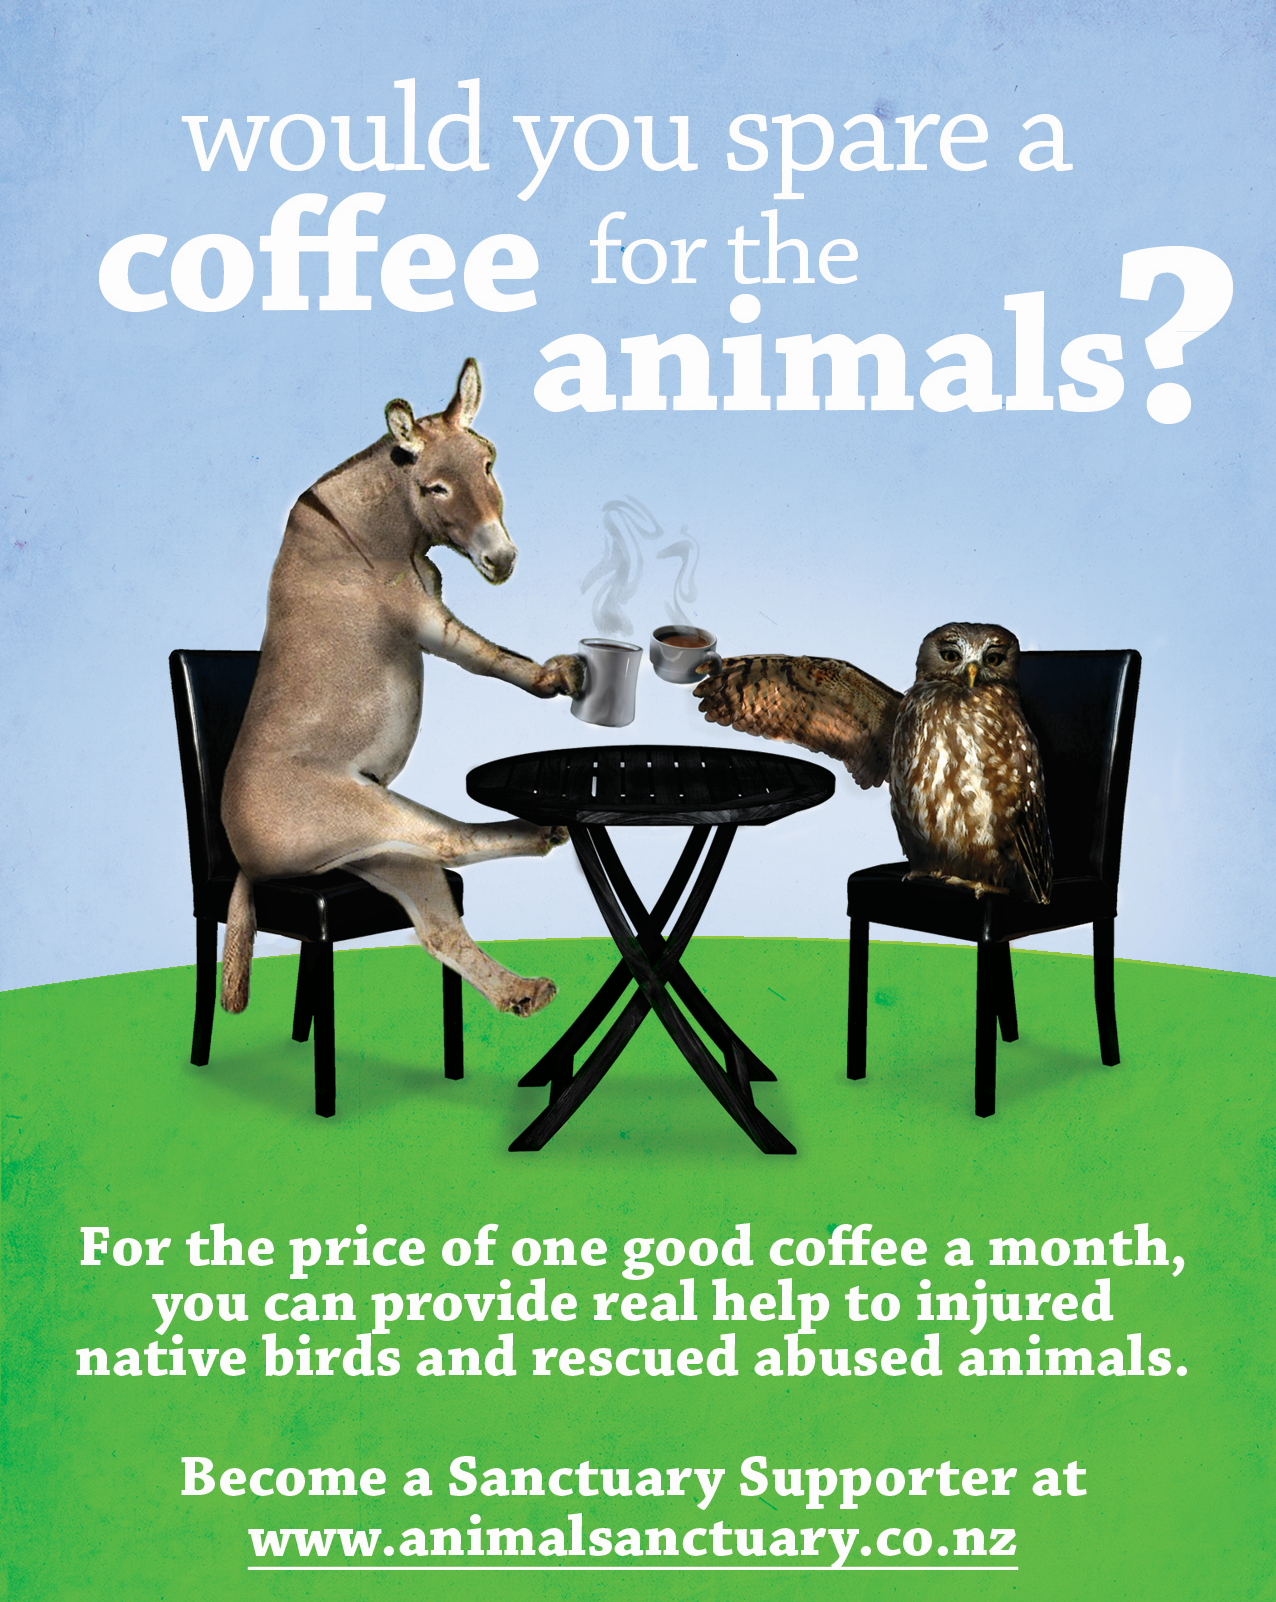 would you spare a
coffee for the
animals?
For the price of one good coffee a month,
you can provide real help to injured
native birds and rescued abused animals.
Become a Sanctuary Supporter at
www.animalsanctuary.co.nz